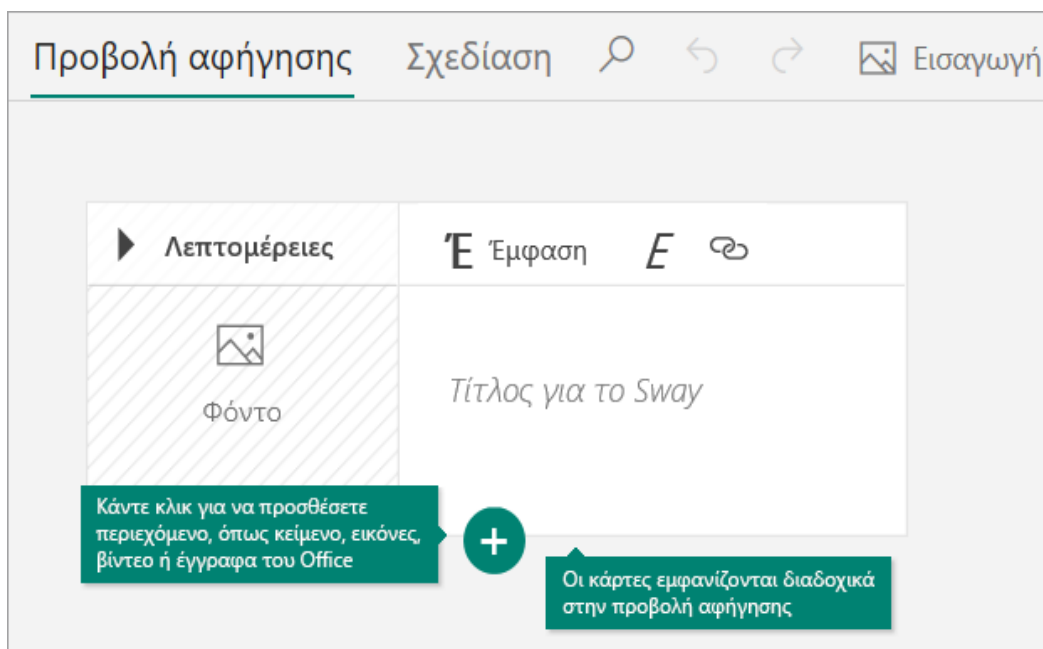 Προβολή αφήγησης Σχεδίαση Εισαγωγή
Λεπτομέρειες Έ Έμφαση Ε
Φόντο
Τίτλος για το Sway
Κάντε κλικ για να προσθέσετε
περιεχόμενο, όπως κείμενο, εικόνες,
βίντεο ή έγγραφα του Office
Οι κάρτες εμφανίζονται διαδοχικά
στην προβολή αφήγησης